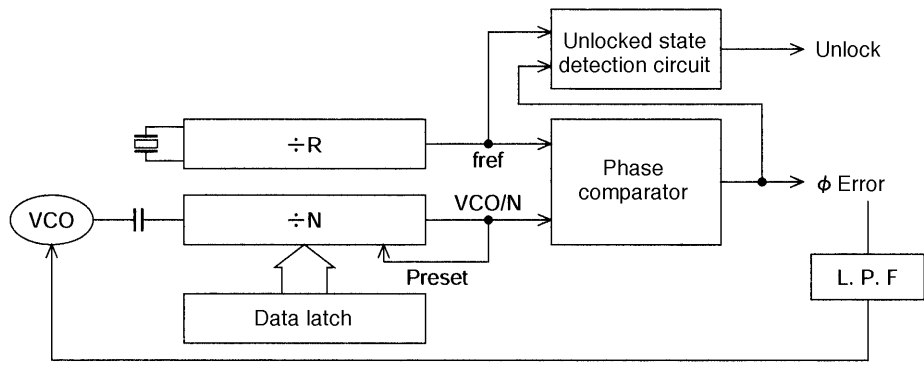 Unlocked state
detection circuit
Unlock
÷R
fref
Phase
comparator
ϕ Error
VCO
÷N
VCO/N
Preset
L. P. F
Data latch